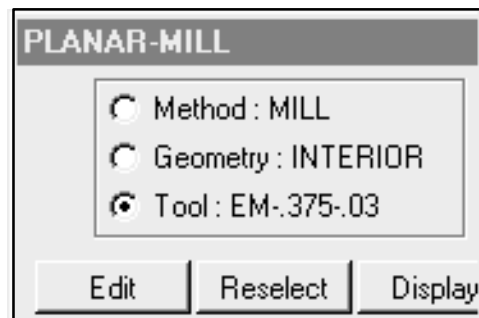 PLANAR-MILL
Method : MILL
Geometry : INTERIOR
Tool : EM-.375-.03
Edit Reselect Display